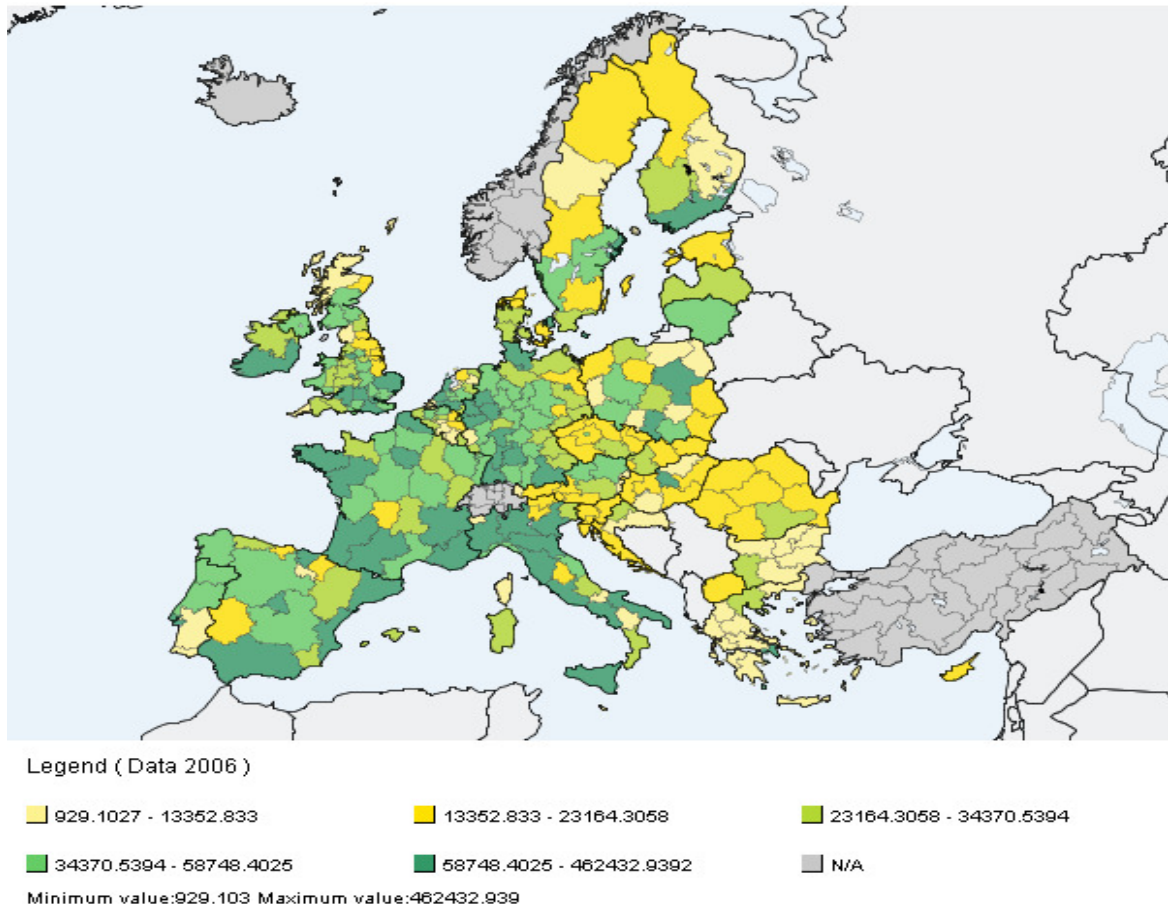 Legend ( Data 2006 )
929.1027 - 13352.833
13352.833 - 23164.3058
23164.3058 - 34370.5394
34370.5394 - 58748.4025
58748.4025 - 462432.9392
N/A
Minimum value:929.103 Maximum value:462432.939